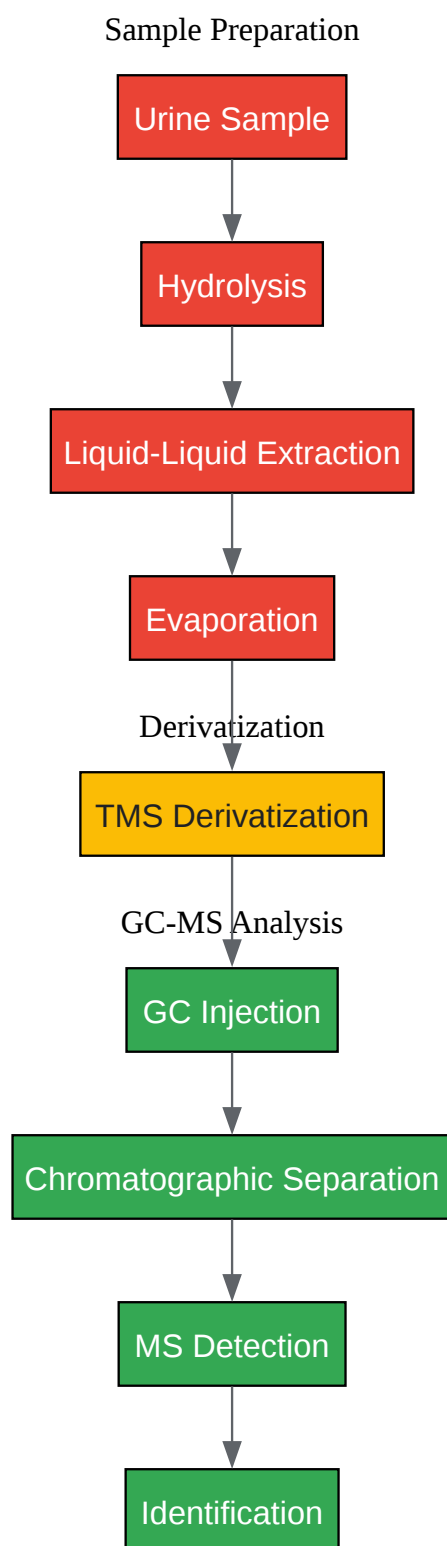 Sample Preparation
Urine Sample
Hydrolysis
Liquid-Liquid Extraction
Evaporation
Derivatization
TMS Derivatization
GC-MS Analysis
GC Injection
Chromatographic Separation
MS Detection
Identification